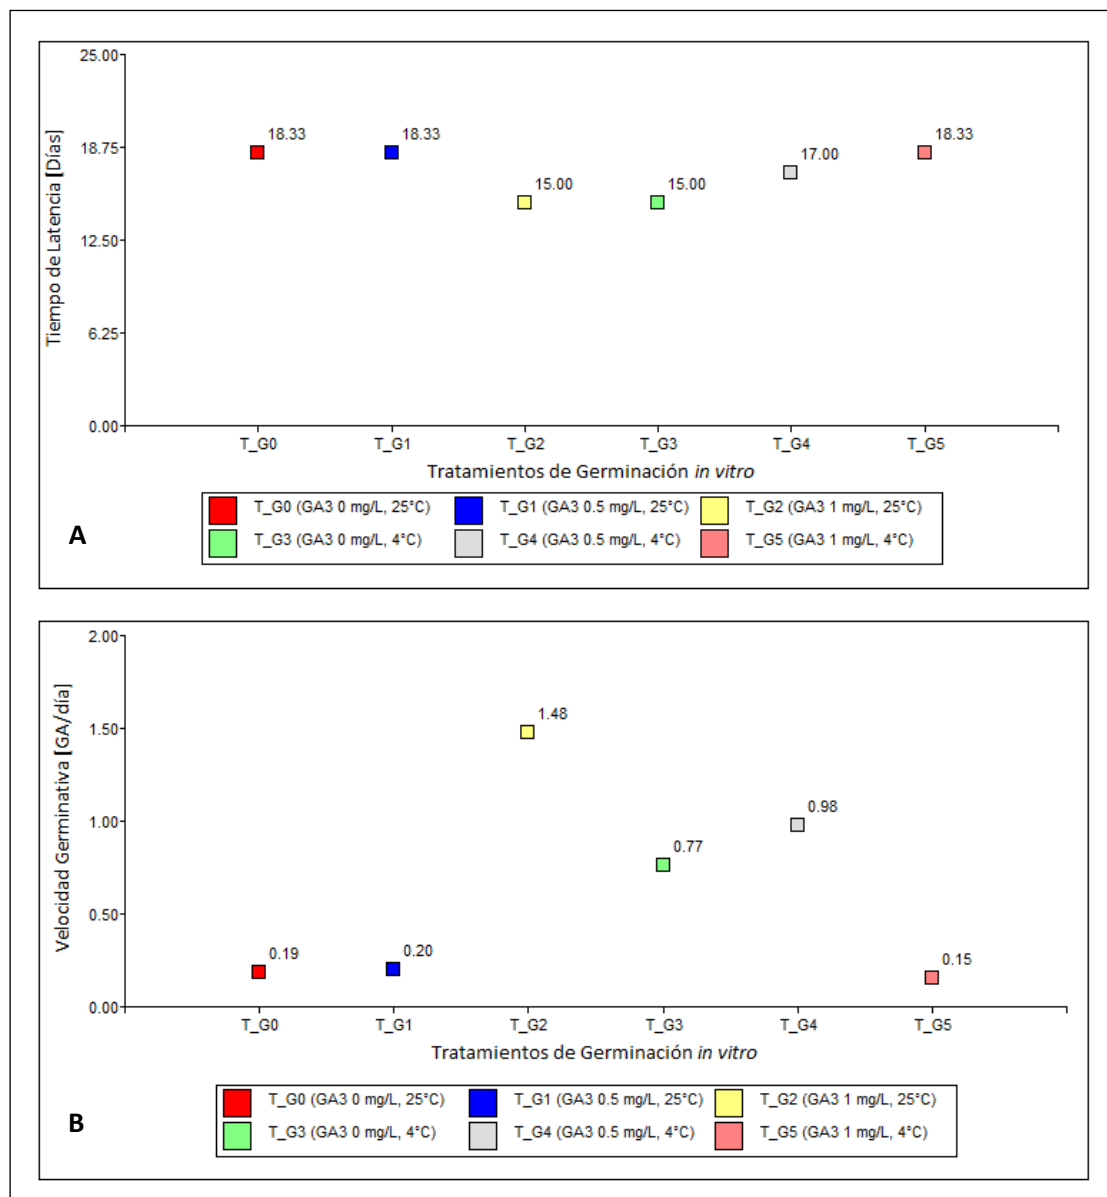 25.00
18.75
12.50
6.25
0.00
Tiempo de Latencia [Días]
18.33
18.33
15.00
15.00
17.00
18.33
T_G0 T_G1 T_G2 T_G3 T_G4 T_G5
Tratamientos de Germinación in vitro
T_G0 (GA3 0 mg/L, 25°C) T_G1 (GA3 0.5 mg/L, 25°C) T_G2 (GA3 1 mg/L, 25°C)
T_G3 (GA3 0 mg/L, 4°C) T_G4 (GA3 0.5 mg/L, 4°C) T_G5 (GA3 1 mg/L, 4°C)
A
2.00
1.50
1.00
0.50
0.00
Velocidad Germinativa [GA/día]
0.19
0.20
1.48
0.77
0.98
0.15
T_G0 T_G1 T_G2 T_G3 T_G4 T_G5
Tratamientos de Germinación in vitro
T_G0 (GA3 0 mg/L, 25°C) T_G1 (GA3 0.5 mg/L, 25°C) T_G2 (GA3 1 mg/L, 25°C)
T_G3 (GA3 0 mg/L, 4°C) T_G4 (GA3 0.5 mg/L, 4°C) T_G5 (GA3 1 mg/L, 4°C)
B